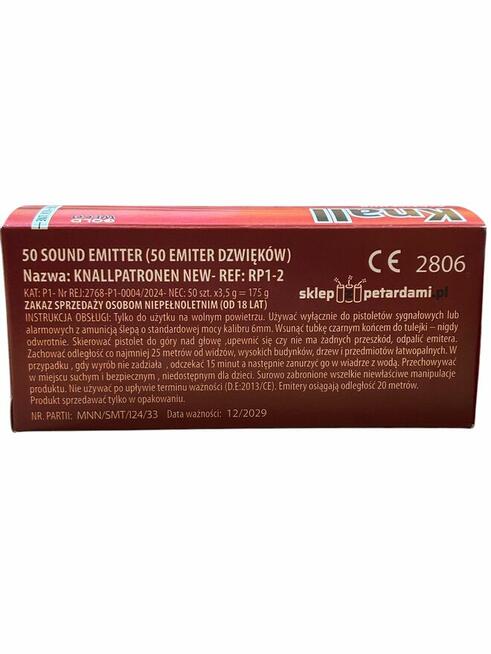 Knall
GOLD
WECO
50 SOUND EMITTER (50 EMITER DZWIĘKÓW)
Nazwa: KNALLPATRONEN NEW- REF: RP1-2
CE 2806
KAT: P1- Nr REJ:2768-P1-0004/2024- NEC: 50 szt. x3,5 g = 175 g
sklep petardami.pl
ZAKAZ SPRZEDAŻY OSOBOM NIEPEŁNOLETNIM (OD 18 LAT)
INSTRUKCJA OBSŁUGI: Tylko do użytku na wolnym powietrzu. Używać wyłącznie do pistoletów sygnałowych lub
alarmowych z amunicją ślepą o standardowej mocy kalibru 6mm. Wsunąć tubkę czarnym końcem do tulejki – nigdy
odwrotnie. Skierować pistolet do góry nad głowę ,upewnić się czy nie ma żadnych przeszkód, odpalić emitera.
Zachować odległość co najmniej 25 metrów od widzów, wysokich budynków, drzew i przedmiotów łatwopalnych. W
przypadku , gdy wyrób nie zadziała , odczekać 15 minut a następnie zanurzyć go w wiadrze z wodą. Przechowywać
w miejscu suchym i bezpiecznym , niedostępnym dla dzieci. Surowo zabronione wszelkie niewłaściwe manipulacje
produktu. Nie używać po upływie terminu ważności (D.E:2013/CE). Emitery osiągają odległość 20 metrów.
Produkt sprzedawać tylko w opakowaniu.
NR. PARTII: MNN/SMT/I24/33 Data ważności: 12/2029